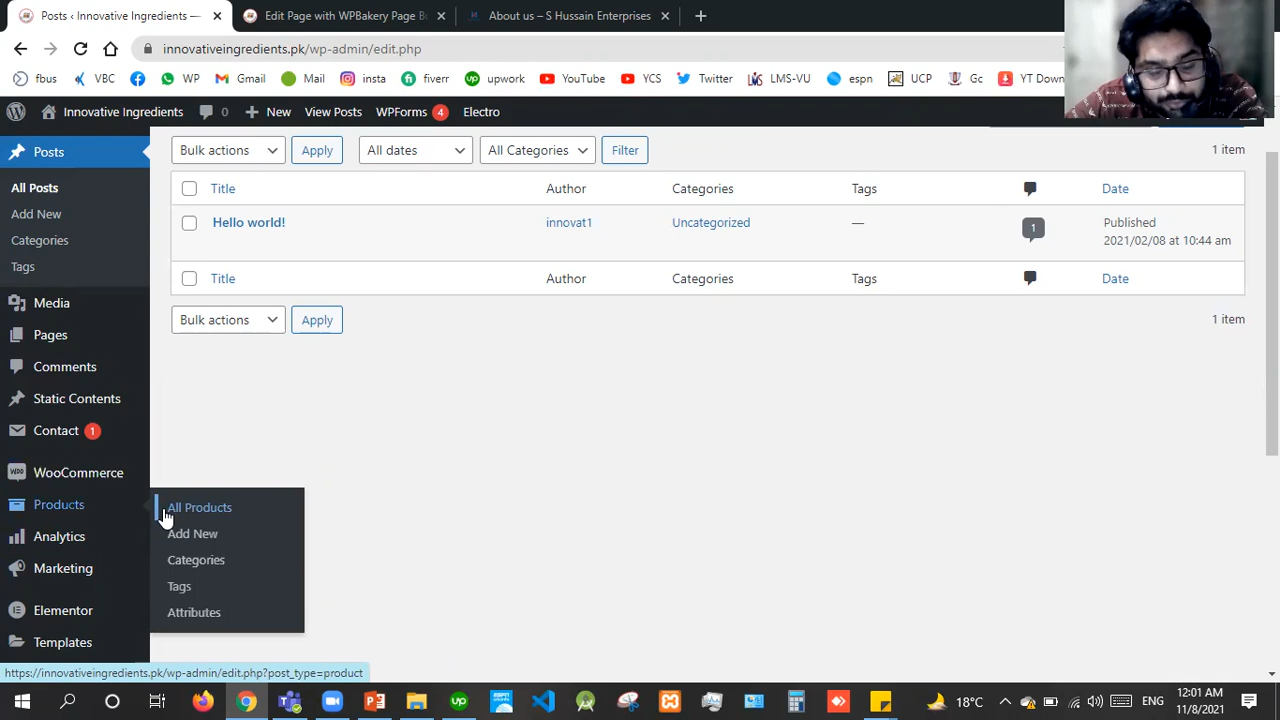 Posts ‹ Innovative Ingredients —
Edit Page with WPBakery Page B
About us – S Hussain Enterprises
innovativeingredients.pk/wp-admin/edit.php
fbus VBC WP Gmail Mail insta fiverr upwork YouTube YCS Twitter LMS-VU espn UCP Gc YT Down
Innovative Ingredients 0 New View Posts WPForms 4 Electro
Posts
All Posts
Add New
Categories
Tags
Media
Pages
Comments
Static Contents
Contact 1
WooCommerce
Products
Analytics
Marketing
Elementor
Templates
All Products
Add New
Categories
Tags
Attributes
Bulk actions Apply All dates All Categories Filter 1 item
Title Author Categories Tags Date
Hello world! innovat1 Uncategorized — 1 Published
2021/02/08 at 10:44 am
Title Author Categories Tags Date
Bulk actions Apply 1 item
https://innovativeingredients.pk/wp-admin/edit.php?post_type=product
18°C ENG 12:01 AM
11/8/2021